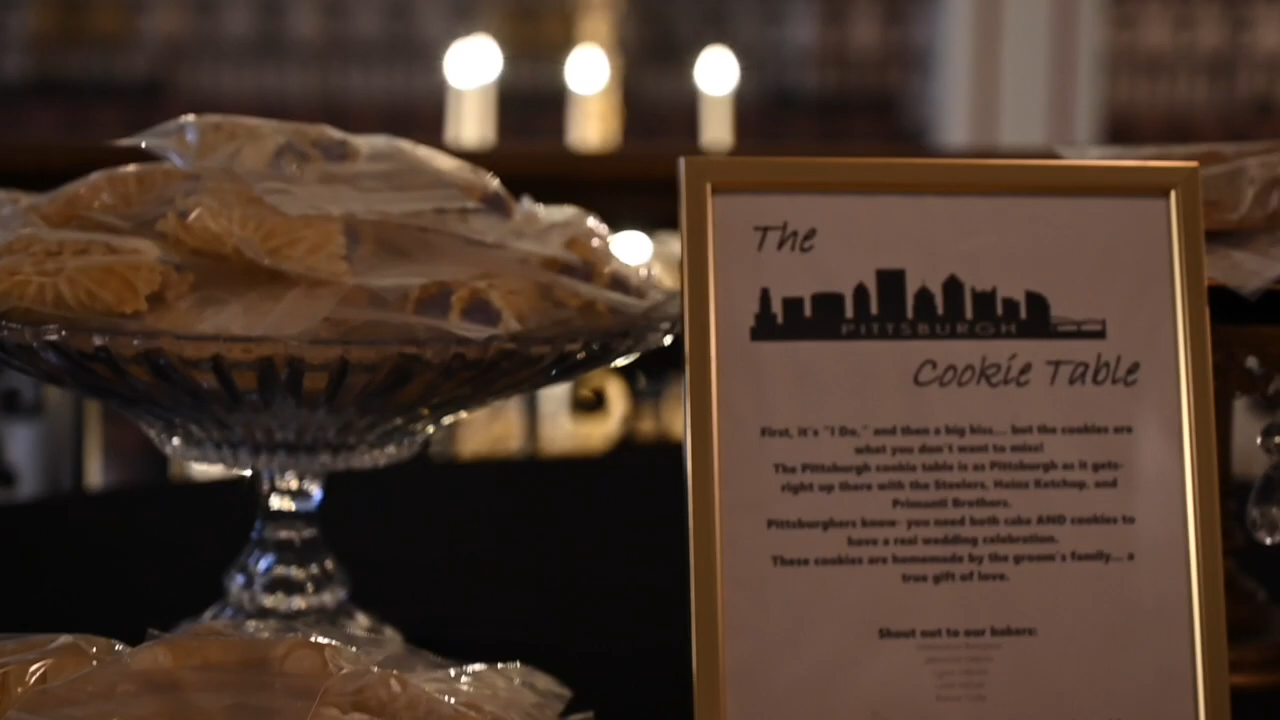 The
PITTSBURGH
Cookie Table
First, it's "I Do," and then a big kiss... but the cookies are
what you don't want to miss!
The Pittsburgh cookie table is as Pittsburgh as it gets-
right up there with the Steelers, Heinz Ketchup, and
Primanti Brothers.
Pittsburghers know- you need both cake AND cookies to
have a real wedding celebration.
These cookies are homemade by the groom's family... a
true gift of love.
Shout out to our bakers: